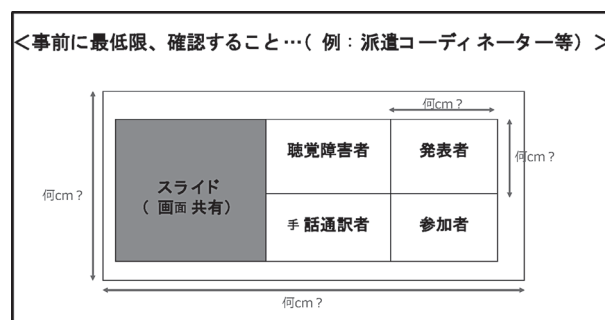 <事前に最低限、確認すること…( 例：派遣コーディネーター等) >
何cm？
何cm？
何cm？
スライド
( 画面 共有)
聴覚障害者
発表者
手 話通訳者
参加者
何cm？